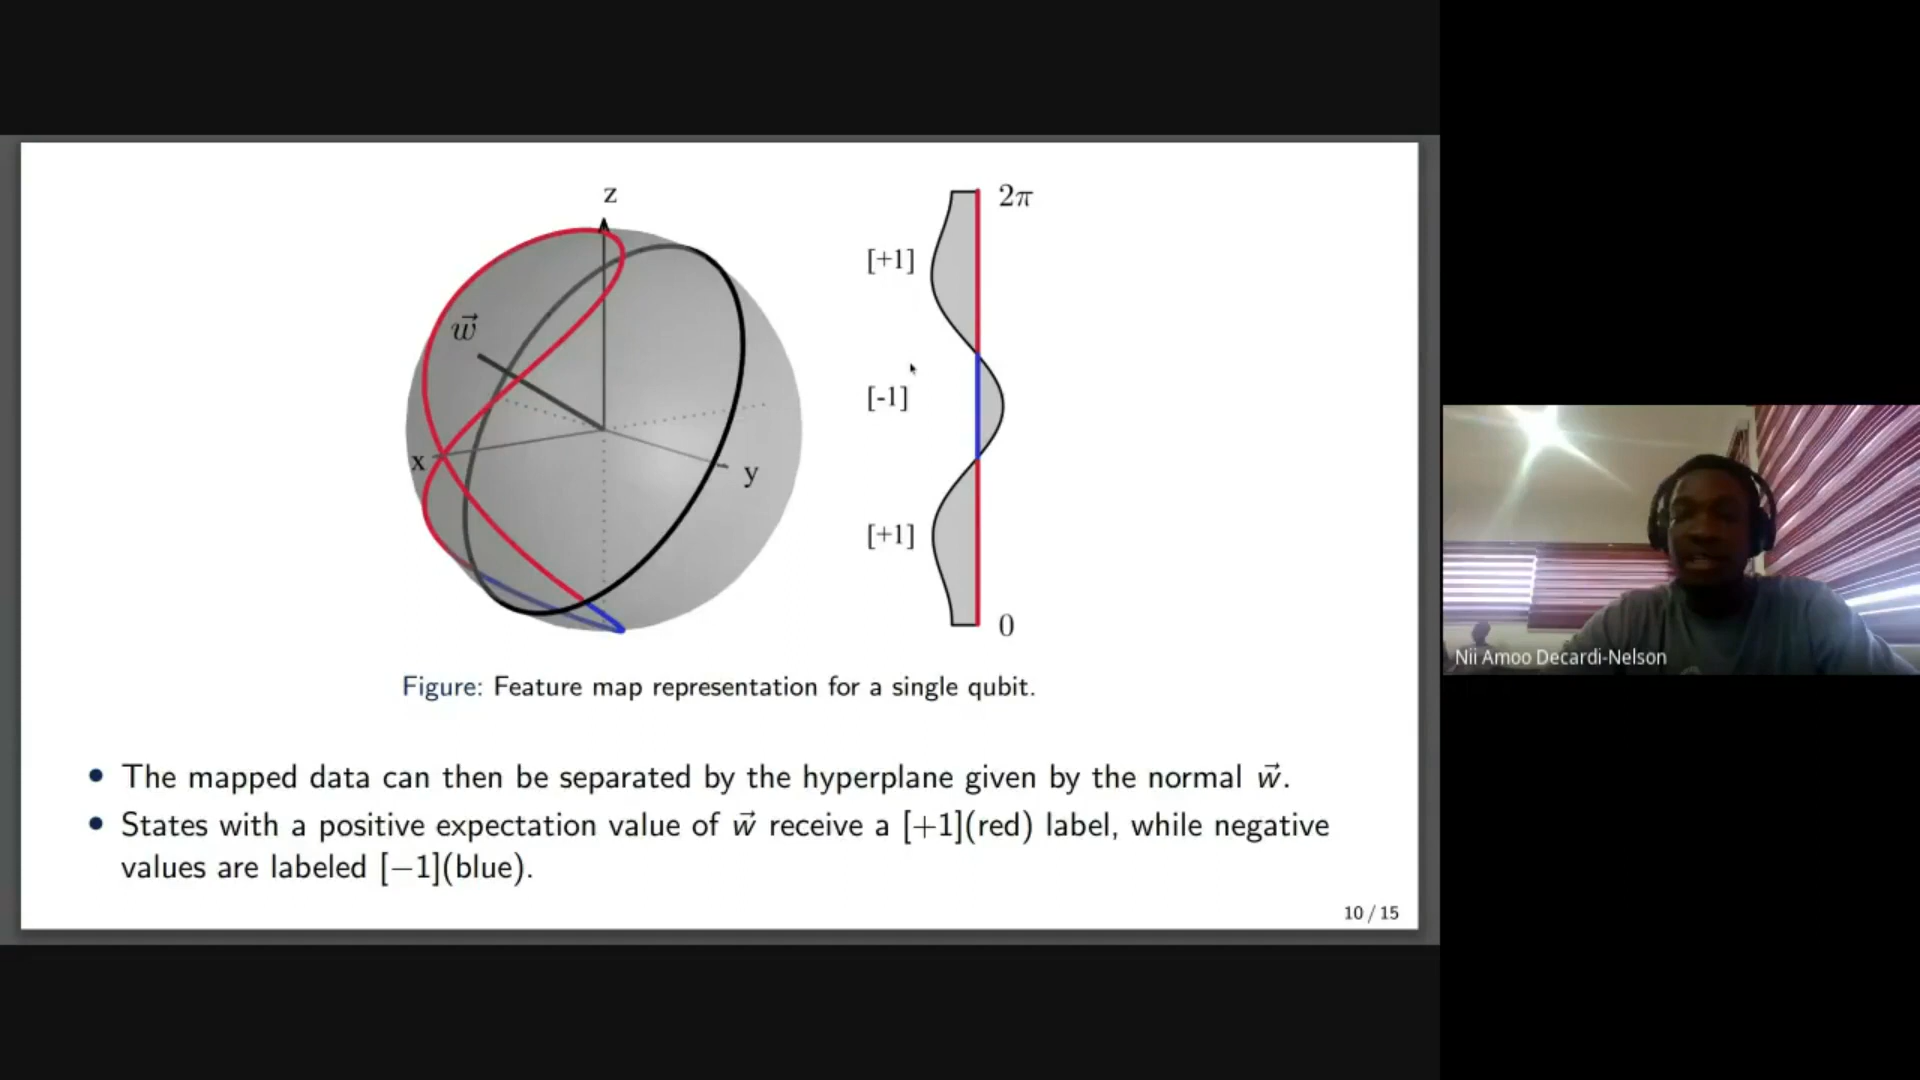 z
2π
[+1]
w⃗
[-1]
x
y
[+1]
0
Figure: Feature map representation for a single qubit.
• The mapped data can then be separated by the hyperplane given by the normal w⃗.
• States with a positive expectation value of w⃗ receive a [+1](red) label, while negative
values are labeled [−1](blue).
10 / 15
Nii Amoo Decardi-Nelson